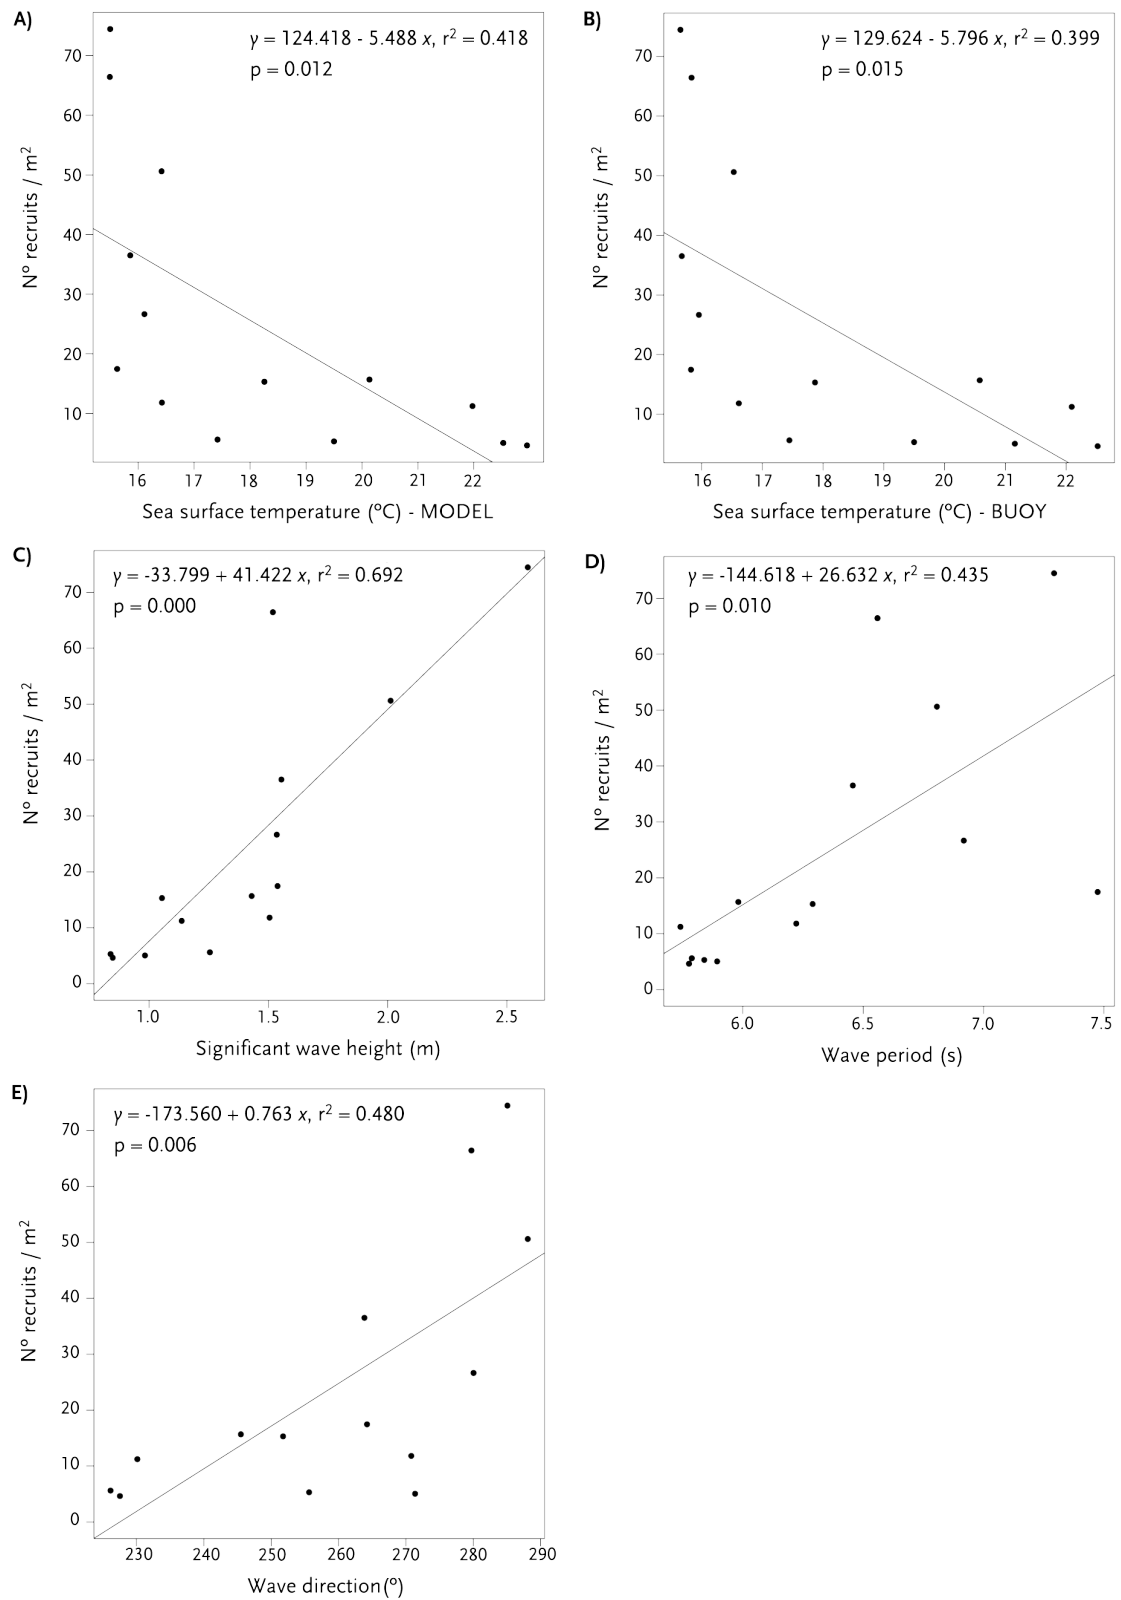 A)
y = 124.418 - 5.488 x, r² = 0.418
p = 0.012
70
60
50
40
30
20
10
Nº recruits / m²
16 17 18 19 20 21 22
Sea surface temperature (ºC) - MODEL
B)
y = 129.624 - 5.796 x, r² = 0.399
p = 0.015
70
60
50
40
30
20
10
Nº recruits / m²
16 17 18 19 20 21 22
Sea surface temperature (ºC) - BUOY
C)
y = -33.799 + 41.422 x, r² = 0.692
p = 0.000
70
60
50
40
30
20
10
0
Nº recruits / m²
1.0 1.5 2.0 2.5
Significant wave height (m)
D)
y = -144.618 + 26.632 x, r² = 0.435
p = 0.010
70
60
50
40
30
20
10
0
Nº recruits / m²
6.0 6.5 7.0 7.5
Wave period (s)
E)
y = -173.560 + 0.763 x, r² = 0.480
p = 0.006
70
60
50
40
30
20
10
0
Nº recruits / m²
230 240 250 260 270 280 290
Wave direction(º)